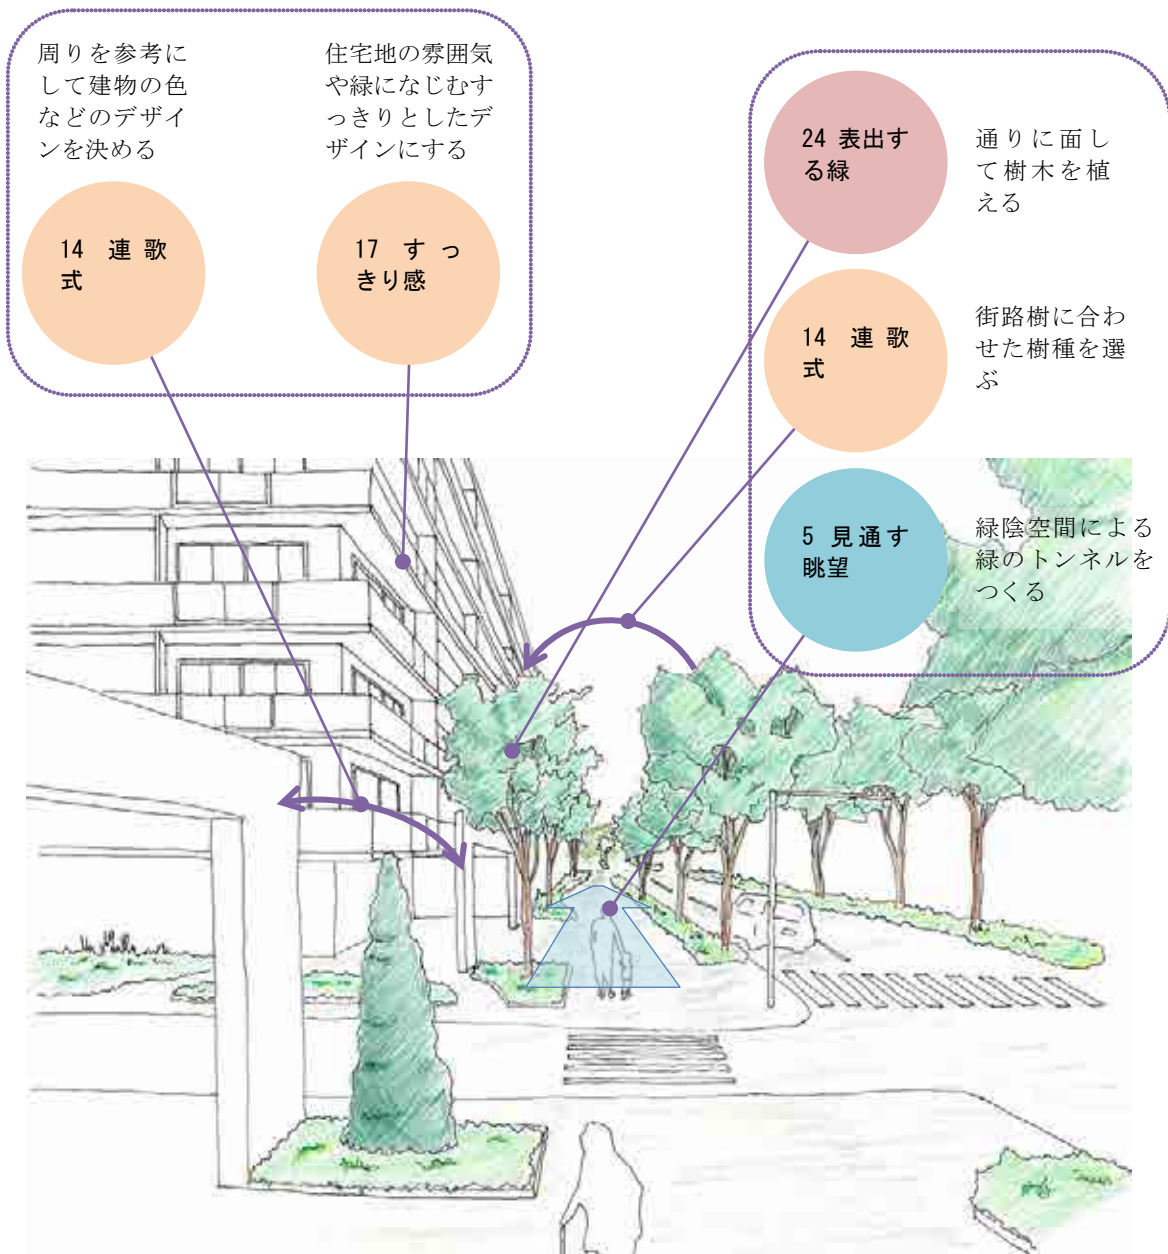 周りを参考に
して建物の色
などのデザイ
ンを決める
14 連歌
式
住宅地の雰囲気
や緑になじむす
っきりとしたデ
ザインにする
17 すっ
きり感
24 表出す
る緑
通りに面し
て樹木を植
える
14 連歌
式
街路樹に合わ
せた樹種を選
ぶ
5 見通す
眺望
緑陰空間による
緑のトンネルを
つくる